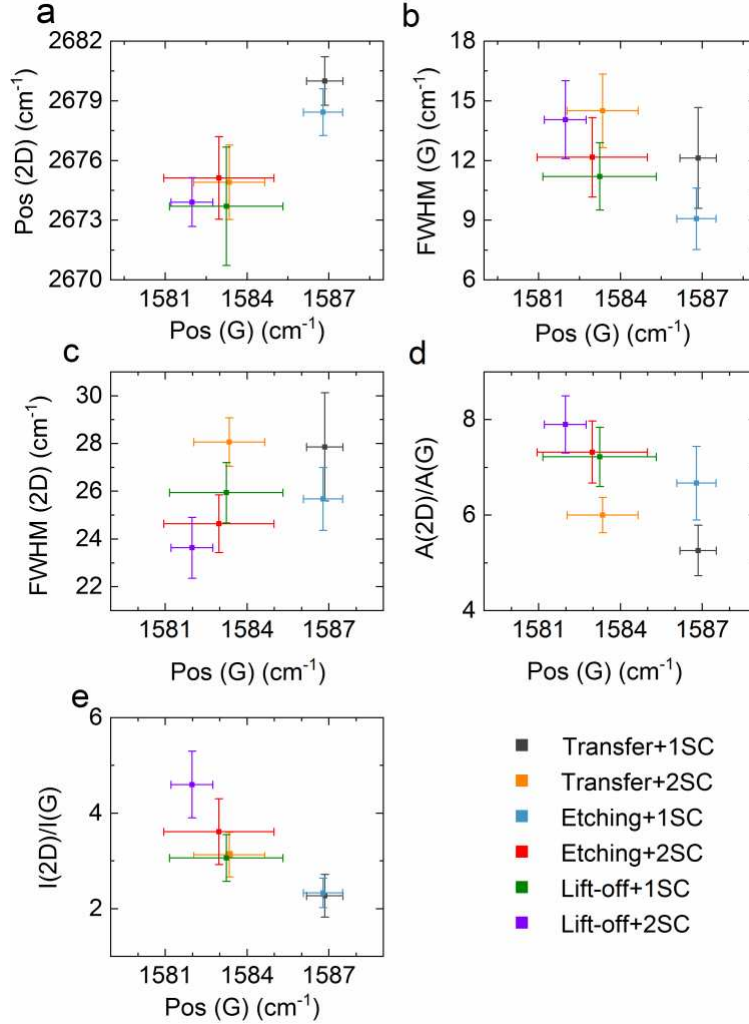 a
2682
2679
2676
2673
2670
Pos (2D) (cm⁻¹)
1581 1584 1587
Pos (G) (cm⁻¹)
b
18
15
12
9
6
FWHM (G) (cm⁻¹)
1581 1584 1587
Pos (G) (cm⁻¹)
c
30
28
26
24
22
FWHM (2D) (cm⁻¹)
1581 1584 1587
Pos (G) (cm⁻¹)
d
8
6
4
A(2D)/A(G)
1581 1584 1587
Pos (G) (cm⁻¹)
e
6
4
2
I(2D)/I(G)
1581 1584 1587
Pos (G) (cm⁻¹)
Transfer+1SC
Transfer+2SC
Etching+1SC
Etching+2SC
Lift-off+1SC
Lift-off+2SC